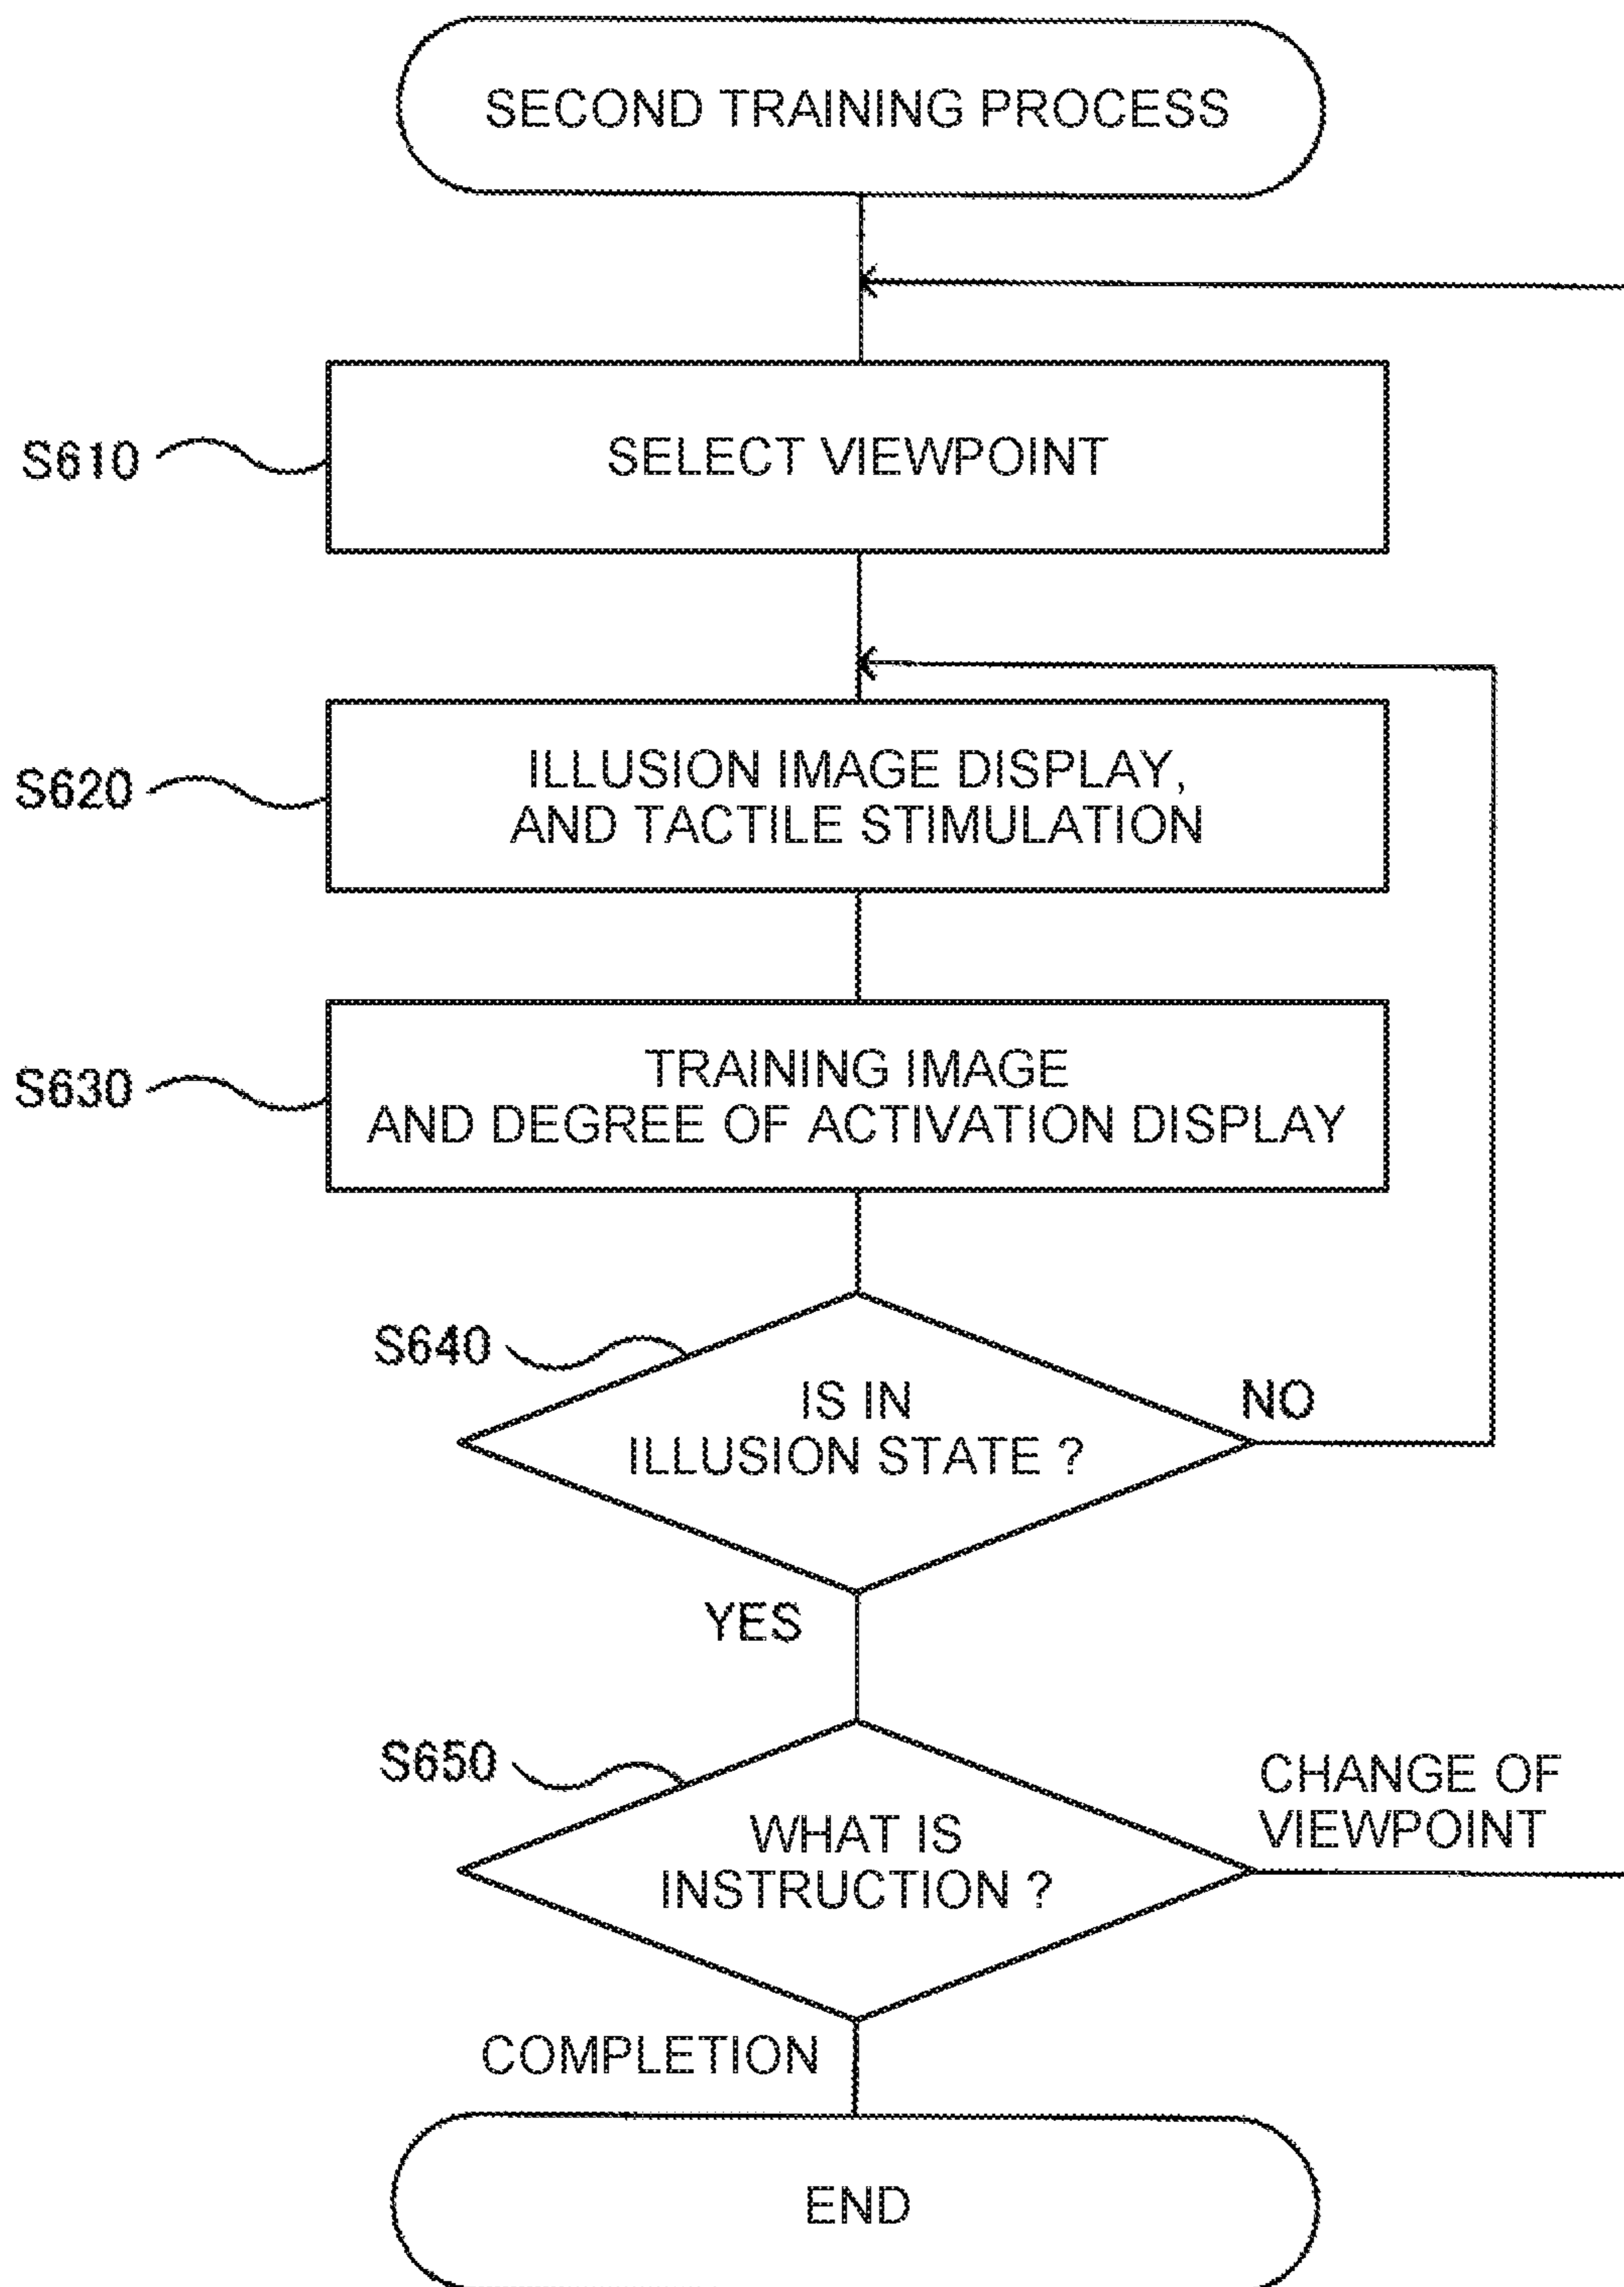 SECOND TRAINING PROCESS
S610
SELECT VIEWPOINT
S620
ILLUSION IMAGE DISPLAY,
AND TACTILE STIMULATION
S630
TRAINING IMAGE
AND DEGREE OF ACTIVATION DISPLAY
S640
IS IN
ILLUSION STATE ?
NO
YES
S650
WHAT IS
INSTRUCTION ?
CHANGE OF
VIEWPOINT
COMPLETION
END